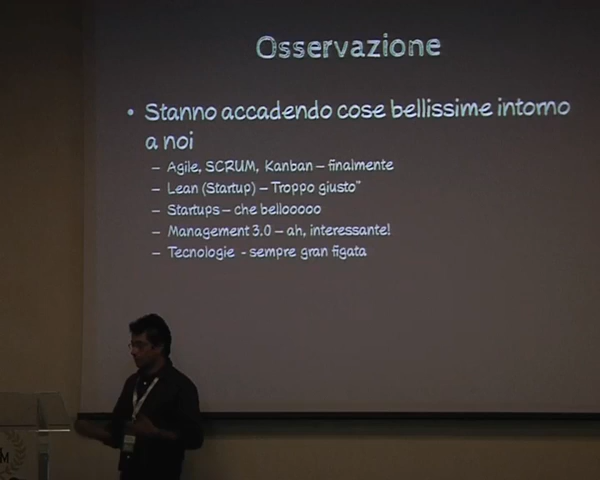 Osservazione
• Stanno accadendo cose bellissime intorno
a noi
– Agile, SCRUM, Kanban – finalmente
– Lean (Startup) – Troppo giusto"
– Startups – che bellooooo
– Management 3.0 – ah, interessante!
– Tecnologie - sempre gran figata
M